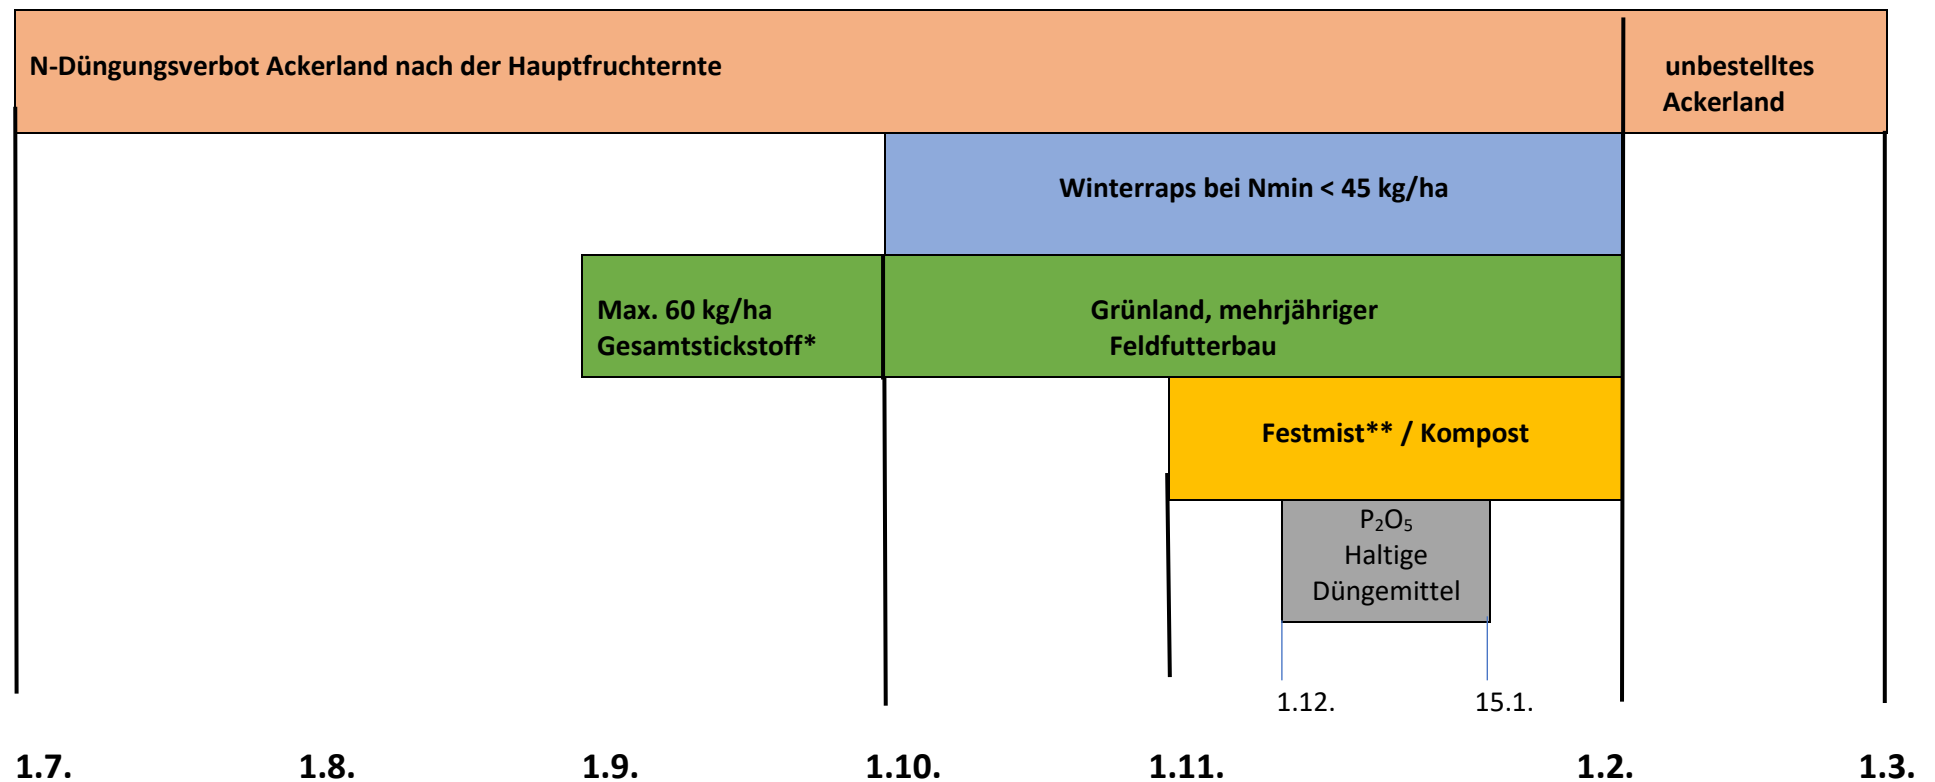 N-Düngungsverbot Ackerland nach der Hauptfruchternte
unbestelltes
Ackerland
Winterraps bei Nmin < 45 kg/ha
Max. 60 kg/ha
Gesamtstickstoff*
Grünland, mehrjähriger
Feldfutterbau
Festmist** / Kompost
P₂O₅
Haltige
Düngemittel
1.12. 15.1.
1.7. 1.8. 1.9. 1.10. 1.11. 1.2. 1.3.